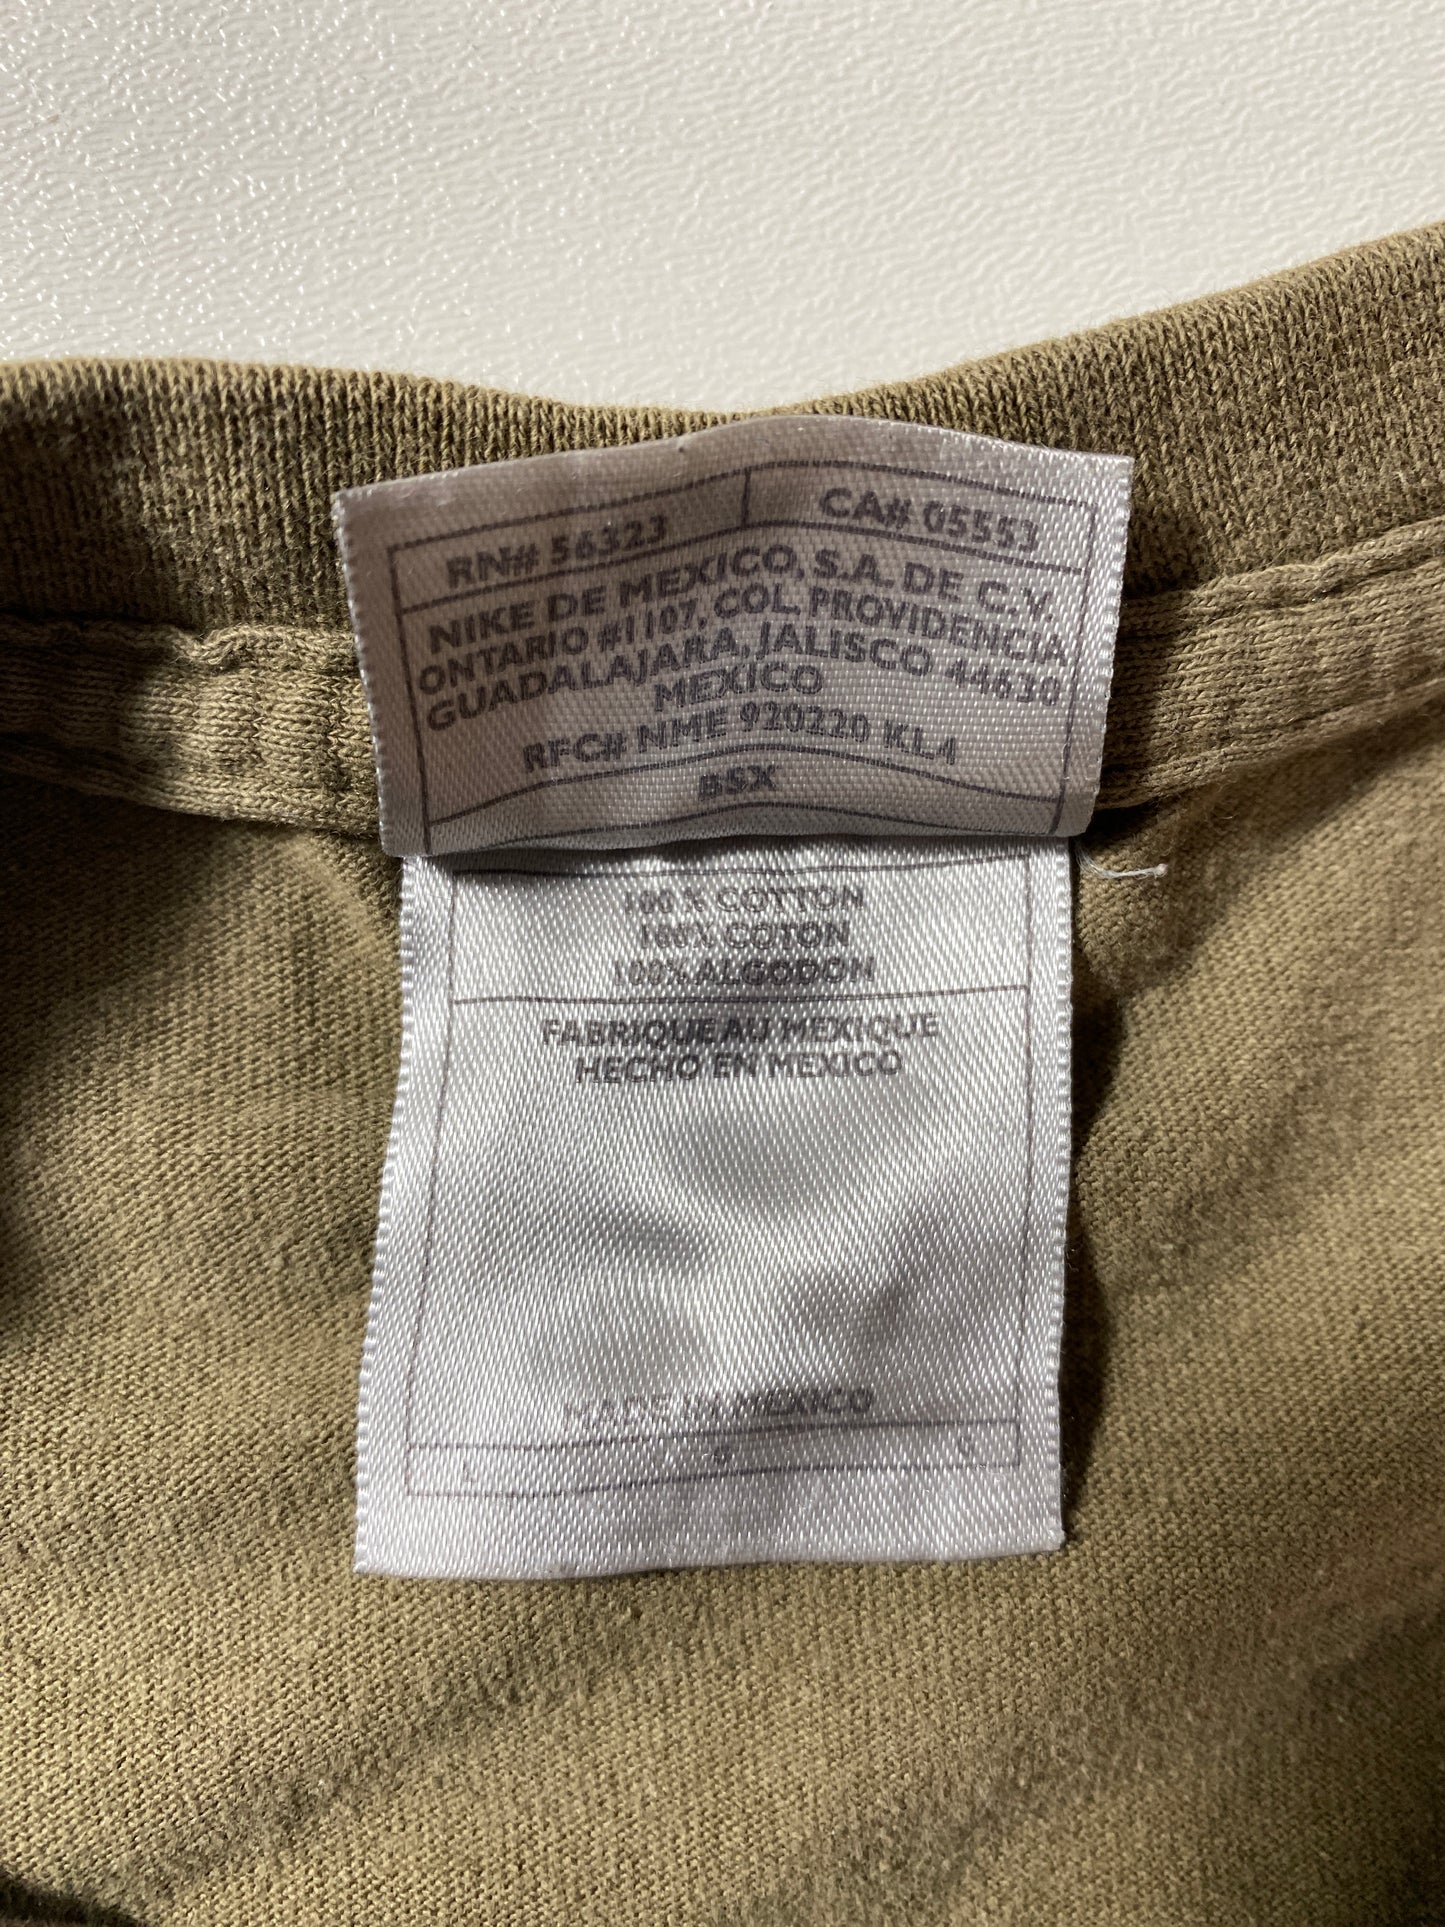 RN# 56323 CA# 05553
NIKE DE MEXICO, S.A. DE C.V.
ONTARIO #1107, COL. PROVIDENCIA
GUADALAJARA, JALISCO 44630
MEXICO
RFC# NME 920220 KL4
BSX
100% COTTON
100% COTON
100% ALGODON
FABRIQUE AU MEXIQUE
HECHO EN MEXICO
MADE IN MEXICO